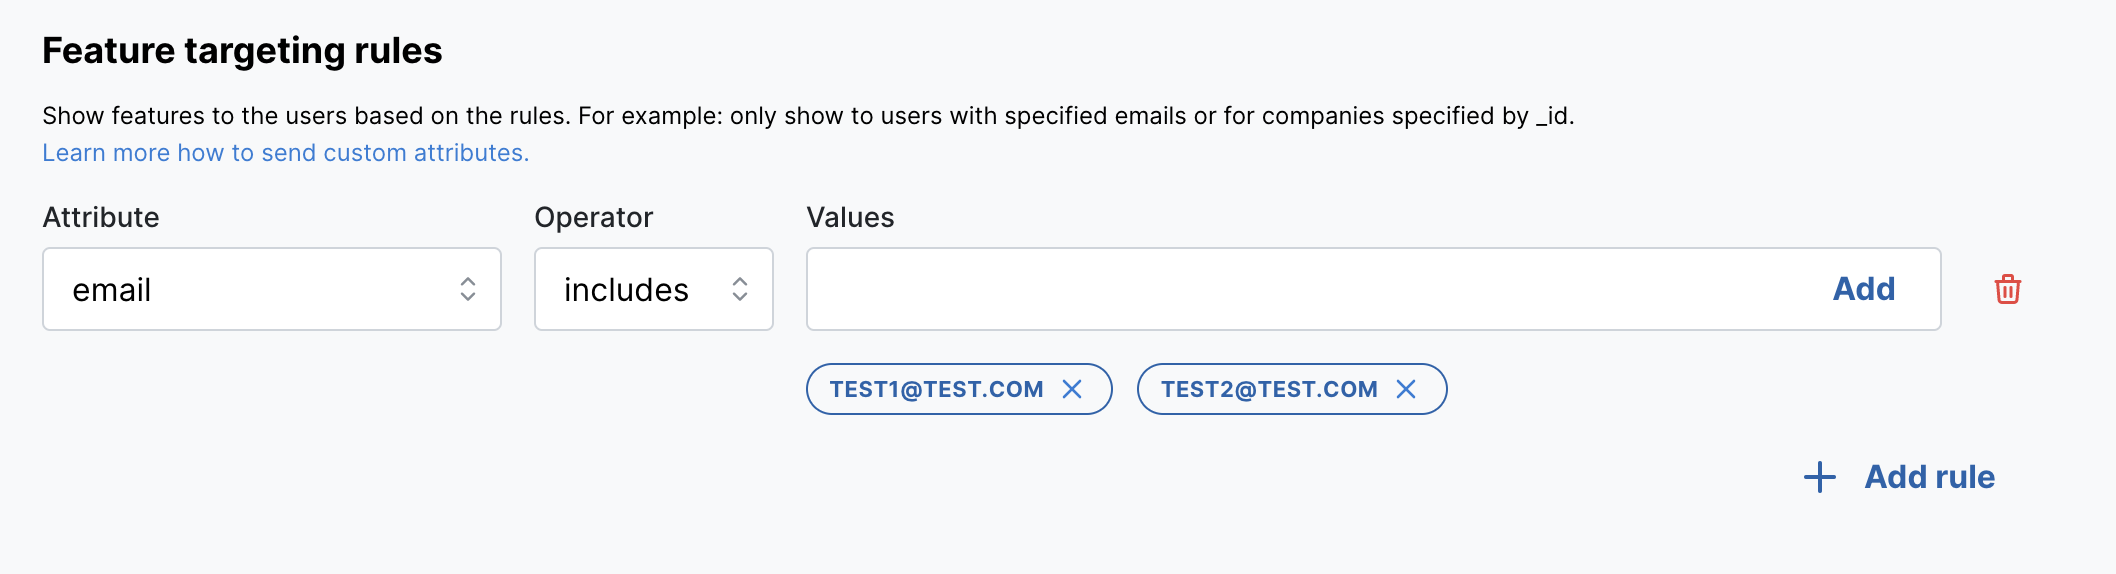 Feature targeting rules
Show features to the users based on the rules. For example: only show to users with specified emails or for companies specified by _id.
Learn more how to send custom attributes.
Attribute Operator Values
email includes Add
TEST1@TEST.COM TEST2@TEST.COM
Add rule